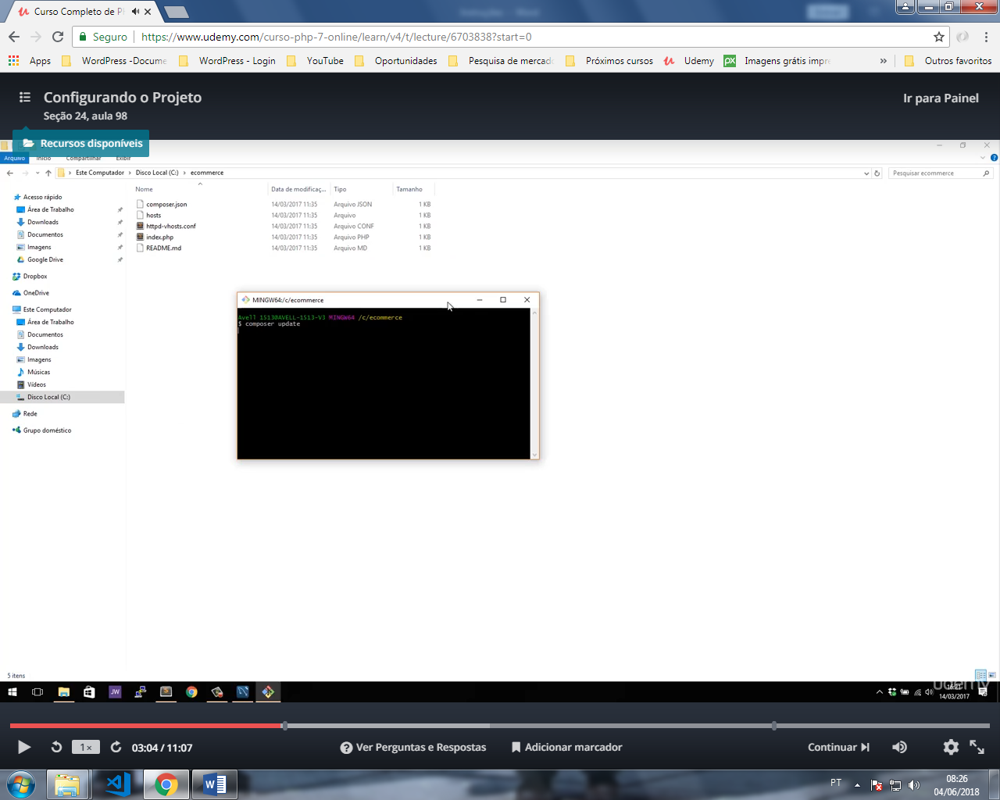 Curso Completo de P
Seguro
https://www.udemy.com/curso-php-7-online/learn/v4/t/lecture/6703838?start=0
Apps
WordPress -Docume
WordPress - Login
YouTube
Oportunidades
Pesquisa de mercado
Próximos cursos
Udemy
Imagens grátis impre
»
Outros favoritos
Configurando o Projeto
Ir para Painel
Seção 24, aula 98
Recursos disponíveis
Arquivo
Início
Compartilhar
Exibir
Este Computador > Disco Local (C:) > ecommerce
Pesquisar ecommerce
Nome
Data de modificaç...
Tipo
Tamanho
composer.json 14/03/2017 11:35 Arquivo JSON 1 KB
hosts 14/03/2017 11:35 Arquivo 1 KB
httpd-vhosts.conf 14/03/2017 11:35 Arquivo CONF 1 KB
index.php 14/03/2017 11:35 Arquivo PHP 1 KB
README.md 14/03/2017 11:35 Arquivo MD 1 KB
Acesso rápido
Área de Trabalho
Downloads
Documentos
Imagens
Google Drive
Dropbox
OneDrive
Este Computador
Área de Trabalho
Documentos
Downloads
Imagens
Músicas
Vídeos
Disco Local (C:)
Rede
Grupo doméstico
MINGW64:/c/ecommerce
Avell 1513@AVELL-1513-V3 MINGW64 /c/ecommerce
$ composer update
5 itens
JW
udemy
16:21
14/03/2017
1×
03:04 / 11:07
Ver Perguntas e Respostas
Adicionar marcador
Continuar
PT
08:26
04/06/2018